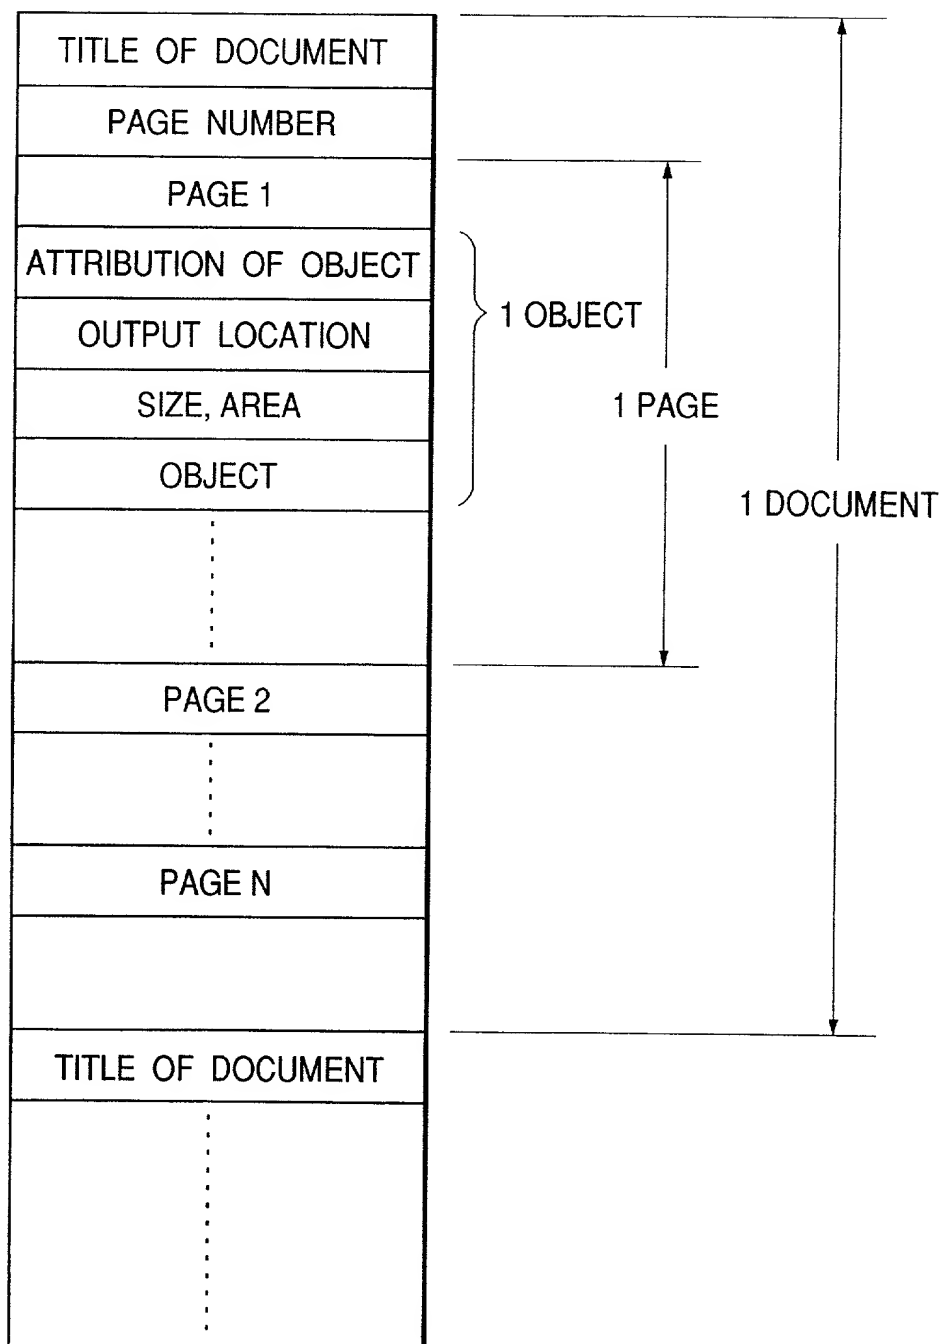 TITLE OF DOCUMENT
PAGE NUMBER
PAGE 1
ATTRIBUTION OF OBJECT
OUTPUT LOCATION
1 OBJECT
SIZE, AREA
1 PAGE
OBJECT
1 DOCUMENT
PAGE 2
PAGE N
TITLE OF DOCUMENT